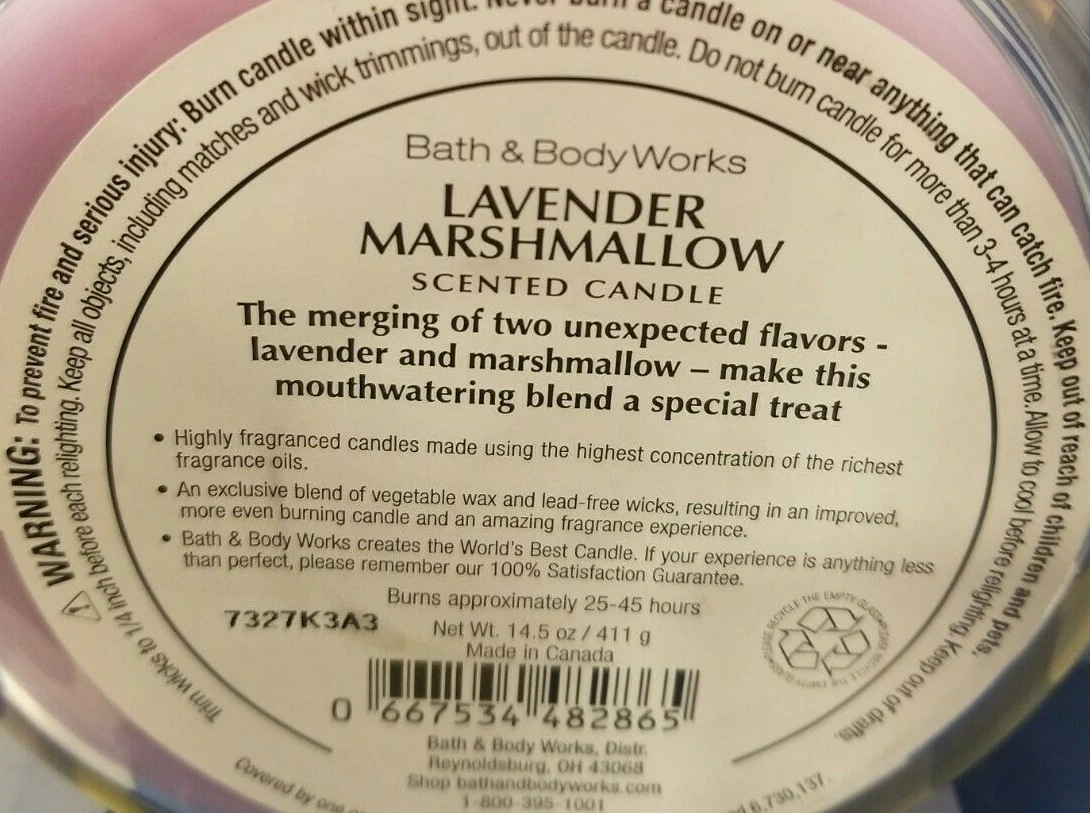 WARNING: To prevent fire and serious injury: Burn candle within sight. Never burn a candle on or near anything that can catch fire. Keep out of reach of children and pets.
Trim wicks to 1/4 inch before each relighting. Keep all objects, including matches and wick trimmings, out of the candle. Do not burn candle for more than 3-4 hours at a time. Allow to cool before relighting. Keep out of drafts.
Bath & Body Works
LAVENDER
MARSHMALLOW
SCENTED CANDLE
The merging of two unexpected flavors -
lavender and marshmallow – make this
mouthwatering blend a special treat
• Highly fragranced candles made using the highest concentration of the richest
fragrance oils.
• An exclusive blend of vegetable wax and lead-free wicks, resulting in an improved,
more even burning candle and an amazing fragrance experience.
• Bath & Body Works creates the World's Best Candle. If your experience is anything less
than perfect, please remember our 100% Satisfaction Guarantee.
Burns approximately 25-45 hours
7327K3A3
Net Wt. 14.5 oz / 411 g
Made in Canada
PLEASE RECYCLE THE EMPTY GLASS
0 667534 482865
Bath & Body Works, Distr.
Reynoldsburg, OH 43068
Shop bathandbodyworks.com
1-800-395-1001
Covered by one
6,730,137.